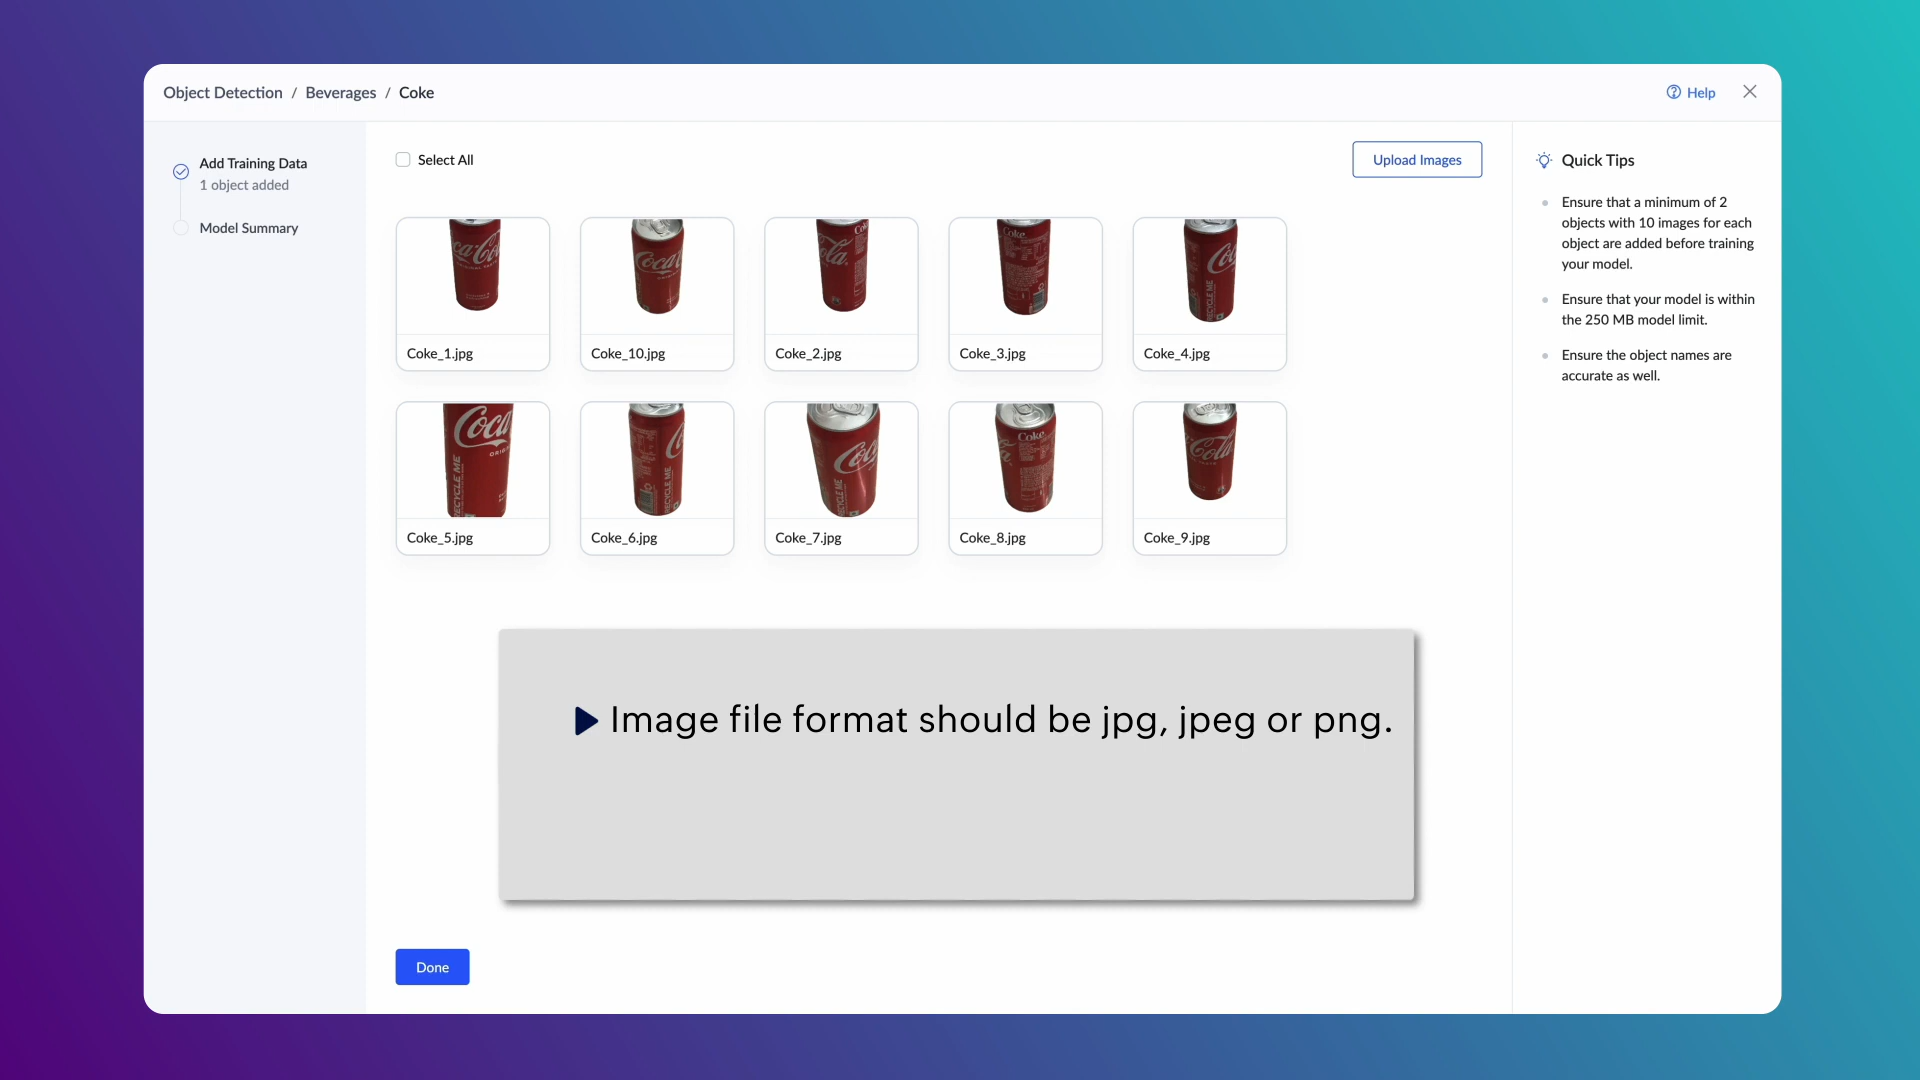 Object Detection / Beverages / Coke
Help
Add Training Data
1 object added
Model Summary
Select All
Upload Images
Coke_1.jpg
Coke_10.jpg
Coke_2.jpg
Coke_3.jpg
Coke_4.jpg
Coca
RECYCLE ME
Coke
Coke_5.jpg
Coke_6.jpg
Coke_7.jpg
Coke_8.jpg
Coke_9.jpg
Image file format should be jpg, jpeg or png.
Done
Quick Tips
Ensure that a minimum of 2
objects with 10 images for each
object are added before training
your model.
Ensure that your model is within
the 250 MB model limit.
Ensure the object names are
accurate as well.